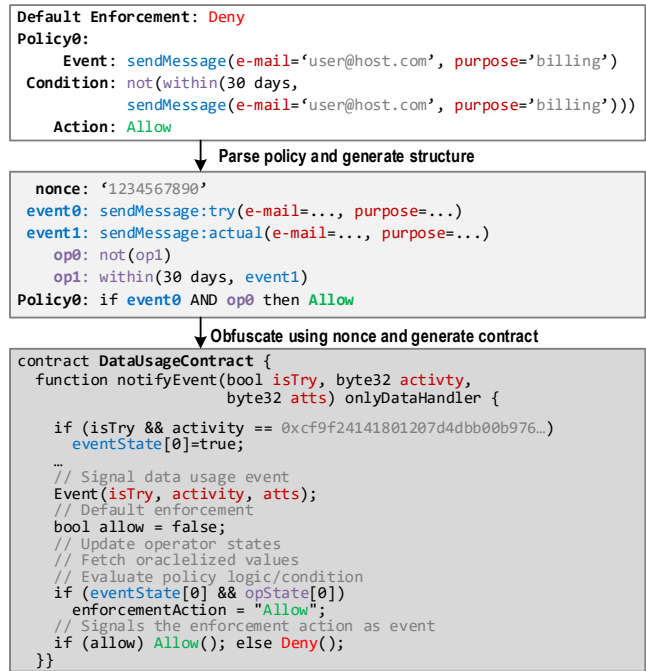 Default Enforcement: Deny
Policy0:
Event: sendMessage(e-mail=‘user@host.com’, purpose=’billing’)
Condition: not(within(30 days,
sendMessage(e-mail=‘user@host.com’, purpose=’billing’)))
Action: Allow
Parse policy and generate structure
nonce: ‘1234567890’
event0: sendMessage:try(e-mail=..., purpose=...)
event1: sendMessage:actual(e-mail=..., purpose=...)
op0: not(op1)
op1: within(30 days, event1)
Policy0: if event0 AND op0 then Allow
Obfuscate using nonce and generate contract
contract DataUsageContract {
function notifyEvent(bool isTry, byte32 activty,
byte32 atts) onlyDataHandler {
if (isTry && activity == 0xcf9f24141801207d4dbb00b976…)
eventState[0]=true;
…
// Signal data usage event
Event(isTry, activity, atts);
// Default enforcement
bool allow = false;
// Update operator states
// Fetch oraclelized values
// Evaluate policy logic/condition
if (eventState[0] && opState[0])
enforcementAction = "Allow";
// Signals the enforcement action as event
if (allow) Allow(); else Deny();
}}